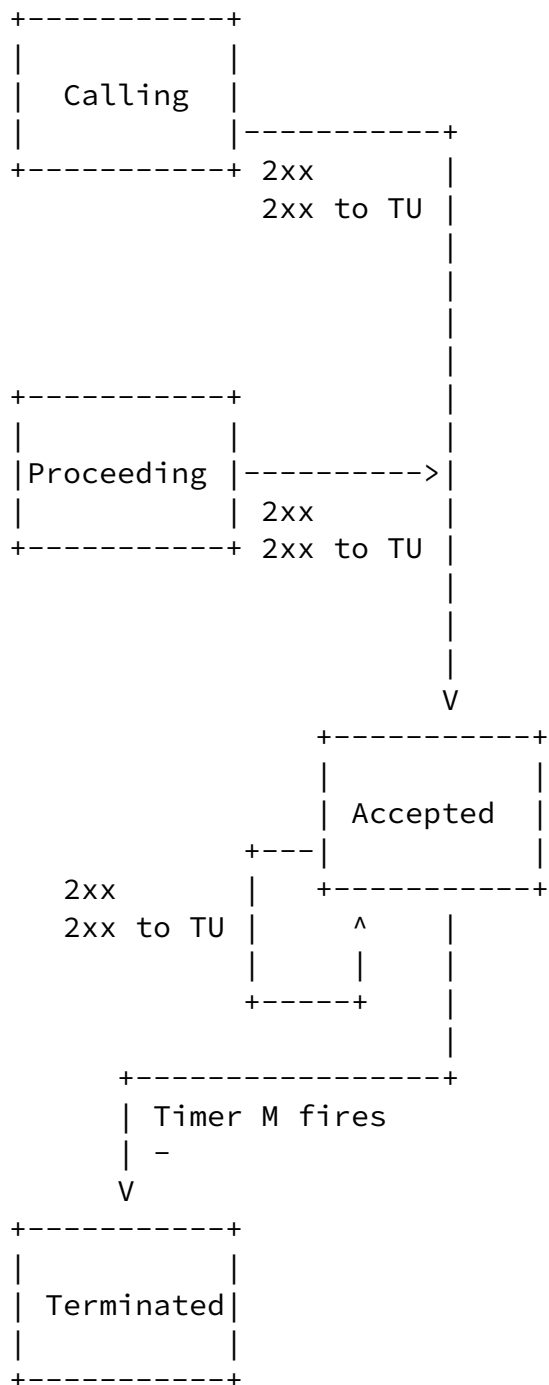 Calling
2xx
2xx to TU
Proceeding
2xx
2xx to TU
Accepted
2xx
2xx to TU
Timer M fires
-
Terminated